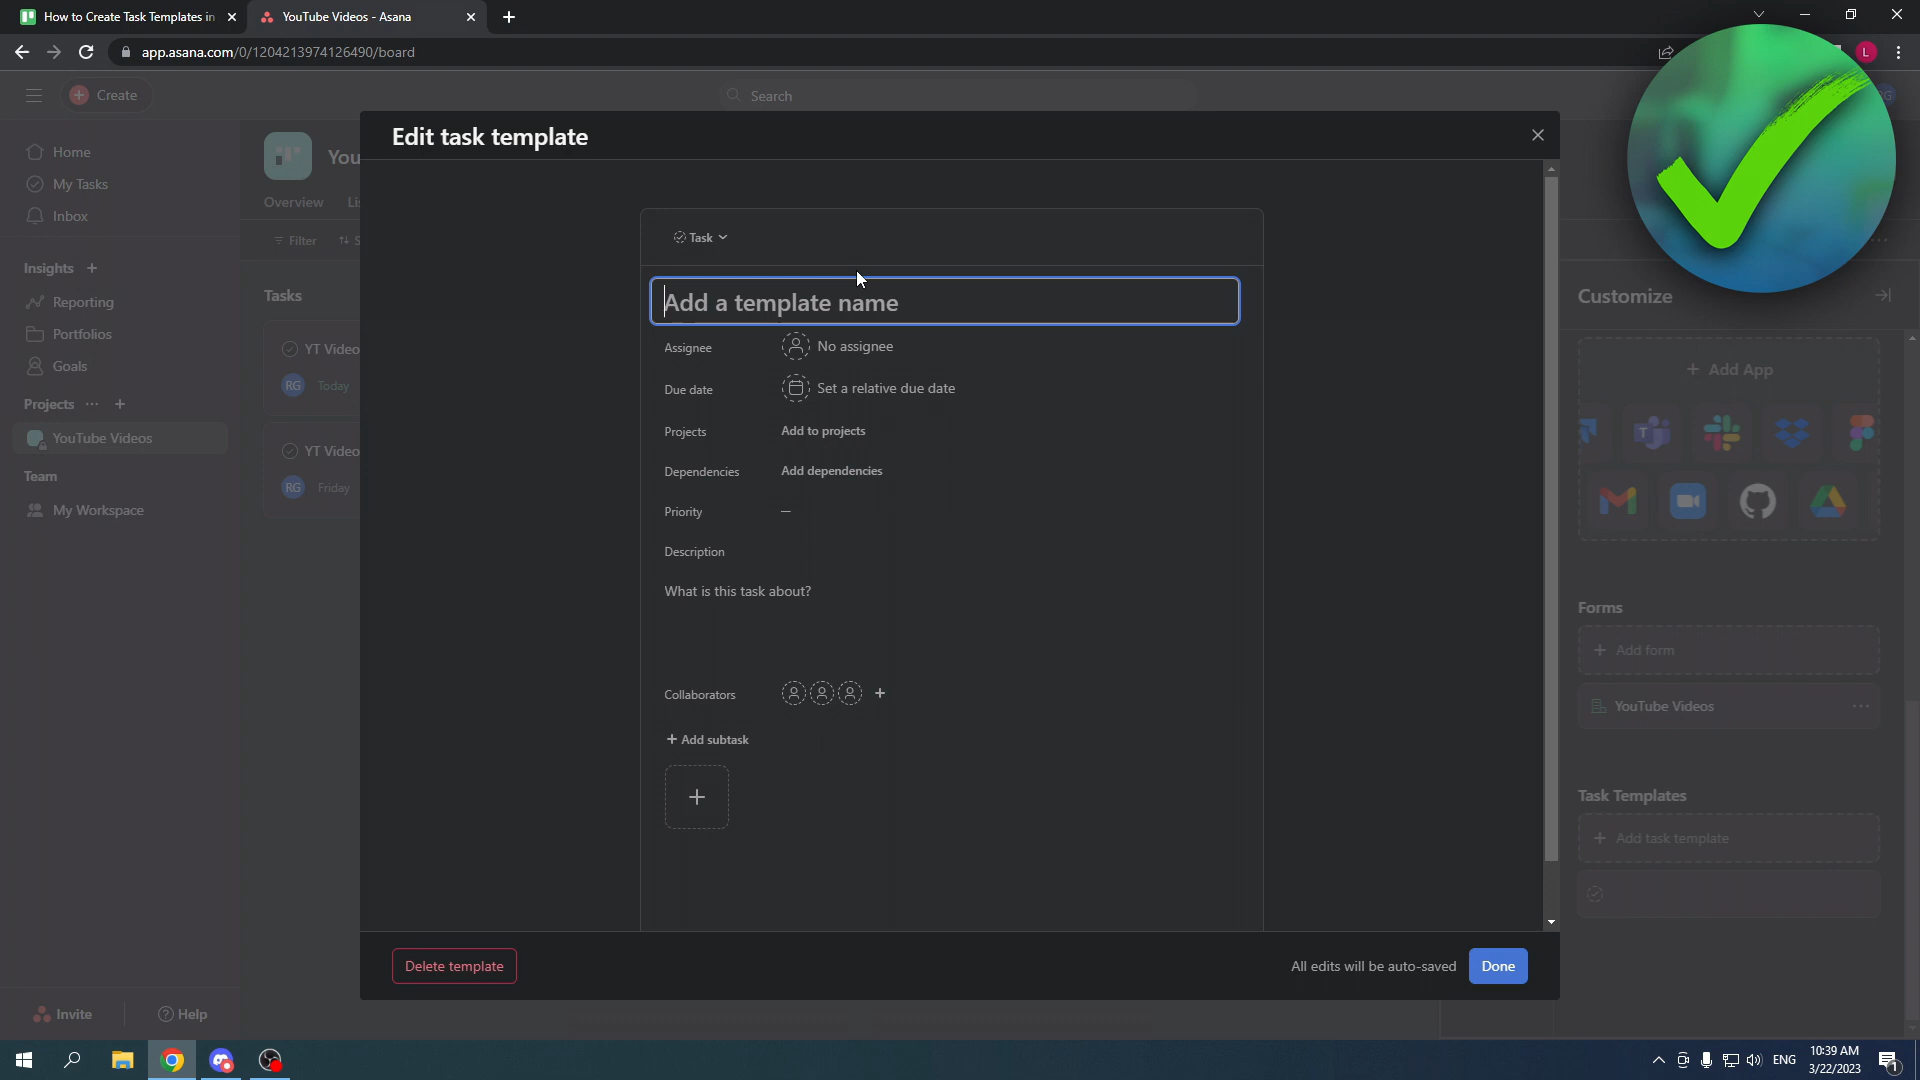 How to Create Task Templates in
YouTube Videos - Asana
app.asana.com/0/1204213974126490/board
L
Create
Search
Home
My Tasks
Inbox
Insights
Reporting
Portfolios
Goals
Projects
YouTube Videos
Team
My Workspace
Invite
Help
You
Overview
Li
Filter
S
Tasks
YT Video
RG
Today
YT Video
RG
Friday
Edit task template
Task
Add a template name
Assignee
No assignee
Due date
Set a relative due date
Projects
Add to projects
Dependencies
Add dependencies
Priority
—
Description
What is this task about?
Collaborators
Add subtask
Delete template
All edits will be auto-saved
Done
Customize
Add App
Forms
Add form
YouTube Videos
Task Templates
Add task template
ENG
10:39 AM
3/22/2023
1